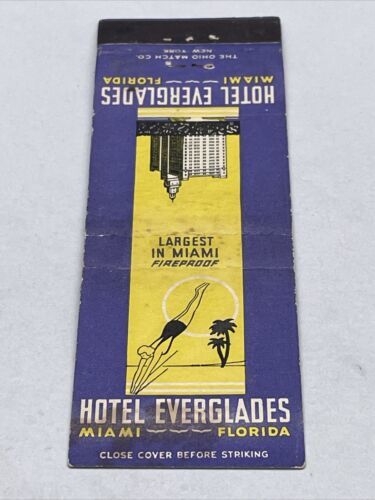 THE OHIO MATCH CO.
NEW YORK
MIAMI FLORIDA
HOTEL EVERGLADES
LARGEST
IN MIAMI
FIREPROOF
HOTEL EVERGLADES
MIAMI FLORIDA
CLOSE COVER BEFORE STRIKING